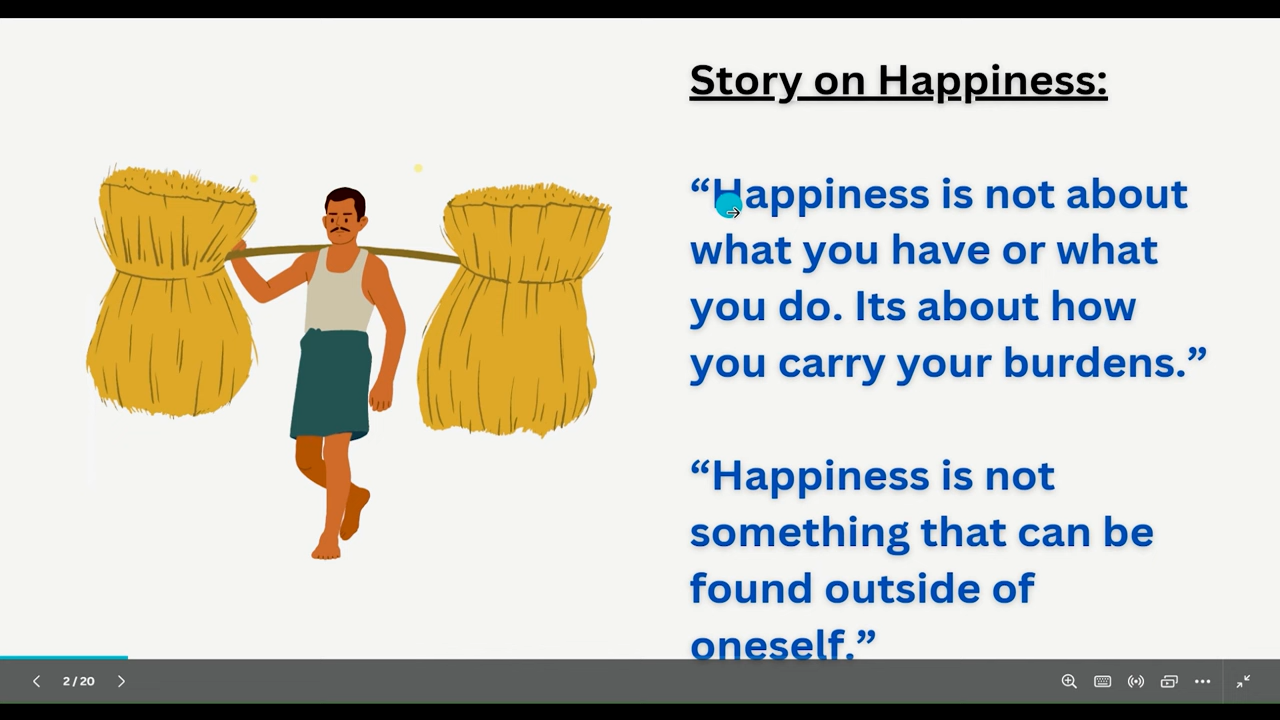 Story on Happiness:
“Happiness is not about
what you have or what
you do. Its about how
you carry your burdens.”
“Happiness is not
something that can be
found outside of
oneself.”
2 / 20